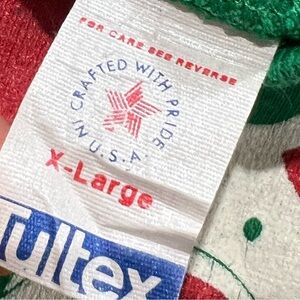 FOR CARE SEE REVERSE
CRAFTED WITH PRIDE
IN U.S.A.
X-Large
Tultex